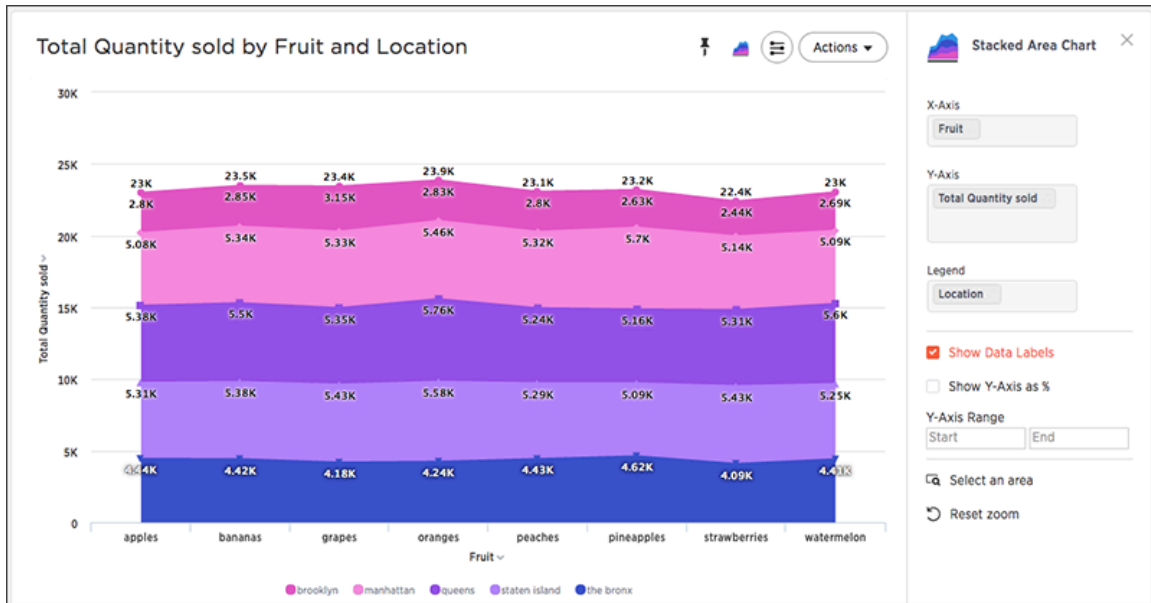 Total Quantity sold by Fruit and Location
Actions
Stacked Area Chart
X-Axis
Fruit
Y-Axis
Total Quantity sold
Legend
Location
Show Data Labels
Show Y-Axis as %
Y-Axis Range
Start End
Select an area
Reset zoom
30K
25K
20K
15K
10K
5K
0
Total Quantity sold
23K 23.5K 23.4K 23.9K 23.1K 23.2K 22.4K 23K
2.8K 2.85K 3.15K 2.83K 2.8K 2.63K 2.44K 2.69K
5.08K 5.34K 5.33K 5.46K 5.32K 5.7K 5.14K 5.09K
5.38K 5.5K 5.35K 5.76K 5.24K 5.16K 5.31K 5.6K
5.31K 5.38K 5.43K 5.58K 5.29K 5.09K 5.43K 5.25K
4.44K 4.42K 4.18K 4.24K 4.43K 4.62K 4.09K
apples bananas grapes oranges peaches pineapples strawberries watermelon
Fruit
brooklyn manhattan queens staten island the bronx